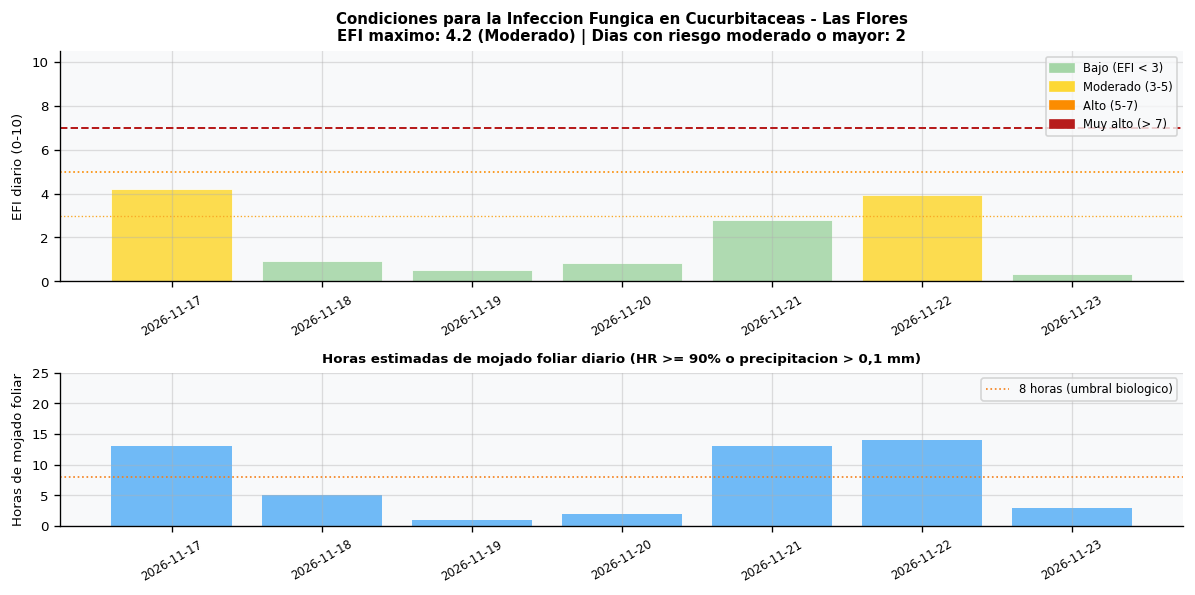 Condiciones para la Infeccion Fungica en Cucurbitaceas - Las Flores
EFI maximo: 4.2 (Moderado) | Dias con riesgo moderado o mayor: 2
EFI diario (0-10)
10
8
6
4
2
0
Bajo (EFI < 3)
Moderado (3-5)
Alto (5-7)
Muy alto (> 7)
2026-11-17
2026-11-18
2026-11-19
2026-11-20
2026-11-21
2026-11-22
2026-11-23
Horas estimadas de mojado foliar diario (HR >= 90% o precipitacion > 0,1 mm)
Horas de mojado foliar
25
20
15
10
5
0
8 horas (umbral biologico)
2026-11-17
2026-11-18
2026-11-19
2026-11-20
2026-11-21
2026-11-22
2026-11-23